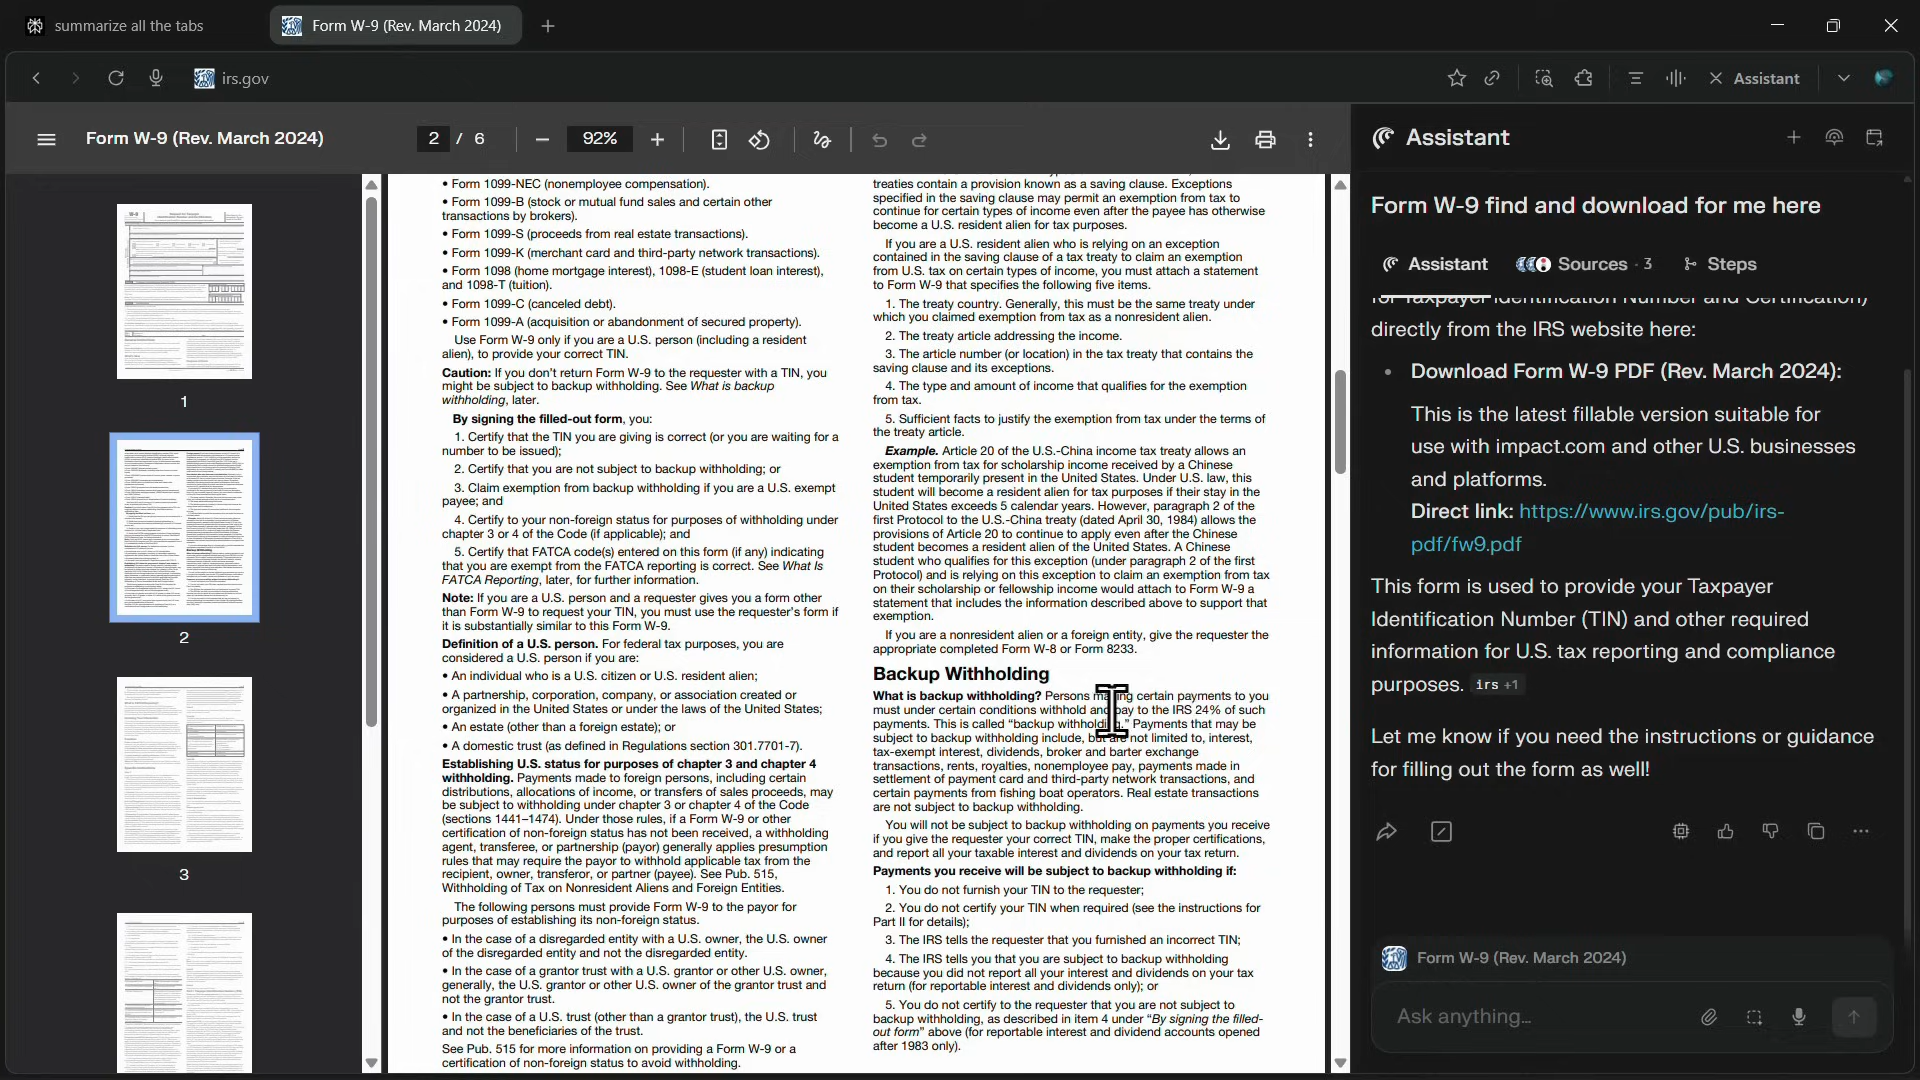 summarize all the tabs
Form W-9 (Rev. March 2024)
irs.gov
Assistant
Form W-9 (Rev. March 2024)
2 / 6
92%
1
2
3
• Form 1099-NEC (nonemployee compensation).
• Form 1099-B (stock or mutual fund sales and certain other
transactions by brokers).
• Form 1099-S (proceeds from real estate transactions).
• Form 1099-K (merchant card and third-party network transactions).
• Form 1098 (home mortgage interest), 1098-E (student loan interest),
and 1098-T (tuition).
• Form 1099-C (canceled debt).
• Form 1099-A (acquisition or abandonment of secured property).
Use Form W-9 only if you are a U.S. person (including a resident
alien), to provide your correct TIN.
Caution: If you don't return Form W-9 to the requester with a TIN, you
might be subject to backup withholding. See What is backup
withholding, later.
By signing the filled-out form, you:
1. Certify that the TIN you are giving is correct (or you are waiting for a
number to be issued);
2. Certify that you are not subject to backup withholding; or
3. Claim exemption from backup withholding if you are a U.S. exempt
payee; and
4. Certify to your non-foreign status for purposes of withholding under
chapter 3 or 4 of the Code (if applicable); and
5. Certify that FATCA code(s) entered on this form (if any) indicating
that you are exempt from the FATCA reporting is correct. See What Is
FATCA Reporting, later, for further information.
Note: If you are a U.S. person and a requester gives you a form other
than Form W-9 to request your TIN, you must use the requester's form if
it is substantially similar to this Form W-9.
Definition of a U.S. person. For federal tax purposes, you are
considered a U.S. person if you are:
• An individual who is a U.S. citizen or U.S. resident alien;
• A partnership, corporation, company, or association created or
organized in the United States or under the laws of the United States;
• An estate (other than a foreign estate); or
• A domestic trust (as defined in Regulations section 301.7701-7).
Establishing U.S. status for purposes of chapter 3 and chapter 4
withholding. Payments made to foreign persons, including certain
distributions, allocations of income, or transfers of sales proceeds, may
be subject to withholding under chapter 3 or chapter 4 of the Code
(sections 1441–1474). Under those rules, if a Form W-9 or other
certification of non-foreign status has not been received, a withholding
agent, transferee, or partnership (payor) generally applies presumption
rules that may require the payor to withhold applicable tax from the
recipient, owner, transferor, or partner (payee). See Pub. 515,
Withholding of Tax on Nonresident Aliens and Foreign Entities.
The following persons must provide Form W-9 to the payor for
purposes of establishing its non-foreign status.
• In the case of a disregarded entity with a U.S. owner, the U.S. owner
of the disregarded entity and not the disregarded entity.
• In the case of a grantor trust with a U.S. grantor or other U.S. owner,
generally, the U.S. grantor or other U.S. owner of the grantor trust and
not the grantor trust.
• In the case of a U.S. trust (other than a grantor trust), the U.S. trust
and not the beneficiaries of the trust.
See Pub. 515 for more information on providing a Form W-9 or a
certification of non-foreign status to avoid withholding.
treaties contain a provision known as a saving clause. Exceptions
specified in the saving clause may permit an exemption from tax to
continue for certain types of income even after the payee has otherwise
become a U.S. resident alien for tax purposes.
If you are a U.S. resident alien who is relying on an exception
contained in the saving clause of a tax treaty to claim an exemption
from U.S. tax on certain types of income, you must attach a statement
to Form W-9 that specifies the following five items.
1. The treaty country. Generally, this must be the same treaty under
which you claimed exemption from tax as a nonresident alien.
2. The treaty article addressing the income.
3. The article number (or location) in the tax treaty that contains the
saving clause and its exceptions.
4. The type and amount of income that qualifies for the exemption
from tax.
5. Sufficient facts to justify the exemption from tax under the terms of
the treaty article.
Example. Article 20 of the U.S.-China income tax treaty allows an
exemption from tax for scholarship income received by a Chinese
student temporarily present in the United States. Under U.S. law, this
student will become a resident alien for tax purposes if their stay in the
United States exceeds 5 calendar years. However, paragraph 2 of the
first Protocol to the U.S.-China treaty (dated April 30, 1984) allows the
provisions of Article 20 to continue to apply even after the Chinese
student becomes a resident alien of the United States. A Chinese
student who qualifies for this exception (under paragraph 2 of the first
Protocol) and is relying on this exception to claim an exemption from tax
on their scholarship or fellowship income would attach to Form W-9 a
statement that includes the information described above to support that
exemption.
If you are a nonresident alien or a foreign entity, give the requester the
appropriate completed Form W-8 or Form 8233.
Backup Withholding
What is backup withholding? Persons making certain payments to you
must under certain conditions withhold and pay to the IRS 24% of such
payments. This is called “backup withholding.” Payments that may be
subject to backup withholding include, but are not limited to, interest,
tax-exempt interest, dividends, broker and barter exchange
transactions, rents, royalties, nonemployee pay, payments made in
settlement of payment card and third-party network transactions, and
certain payments from fishing boat operators. Real estate transactions
are not subject to backup withholding.
You will not be subject to backup withholding on payments you receive
if you give the requester your correct TIN, make the proper certifications,
and report all your taxable interest and dividends on your tax return.
Payments you receive will be subject to backup withholding if:
1. You do not furnish your TIN to the requester;
2. You do not certify your TIN when required (see the instructions for
Part II for details);
3. The IRS tells the requester that you furnished an incorrect TIN;
4. The IRS tells you that you are subject to backup withholding
because you did not report all your interest and dividends on your tax
return (for reportable interest and dividends only); or
5. You do not certify to the requester that you are not subject to
backup withholding, as described in item 4 under “By signing the filled-
out form” above (for reportable interest and dividend accounts opened
after 1983 only).
Assistant
Form W-9 find and download for me here
Assistant
Sources · 3
Steps
for Taxpayer Identification Number and Certification)
directly from the IRS website here:
• Download Form W-9 PDF (Rev. March 2024):
This is the latest fillable version suitable for
use with impact.com and other U.S. businesses
and platforms.
Direct link: https://www.irs.gov/pub/irs-
pdf/fw9.pdf
This form is used to provide your Taxpayer
Identification Number (TIN) and other required
information for U.S. tax reporting and compliance
purposes. irs +1
Let me know if you need the instructions or guidance
for filling out the form as well!
Form W-9 (Rev. March 2024)
Ask anything...